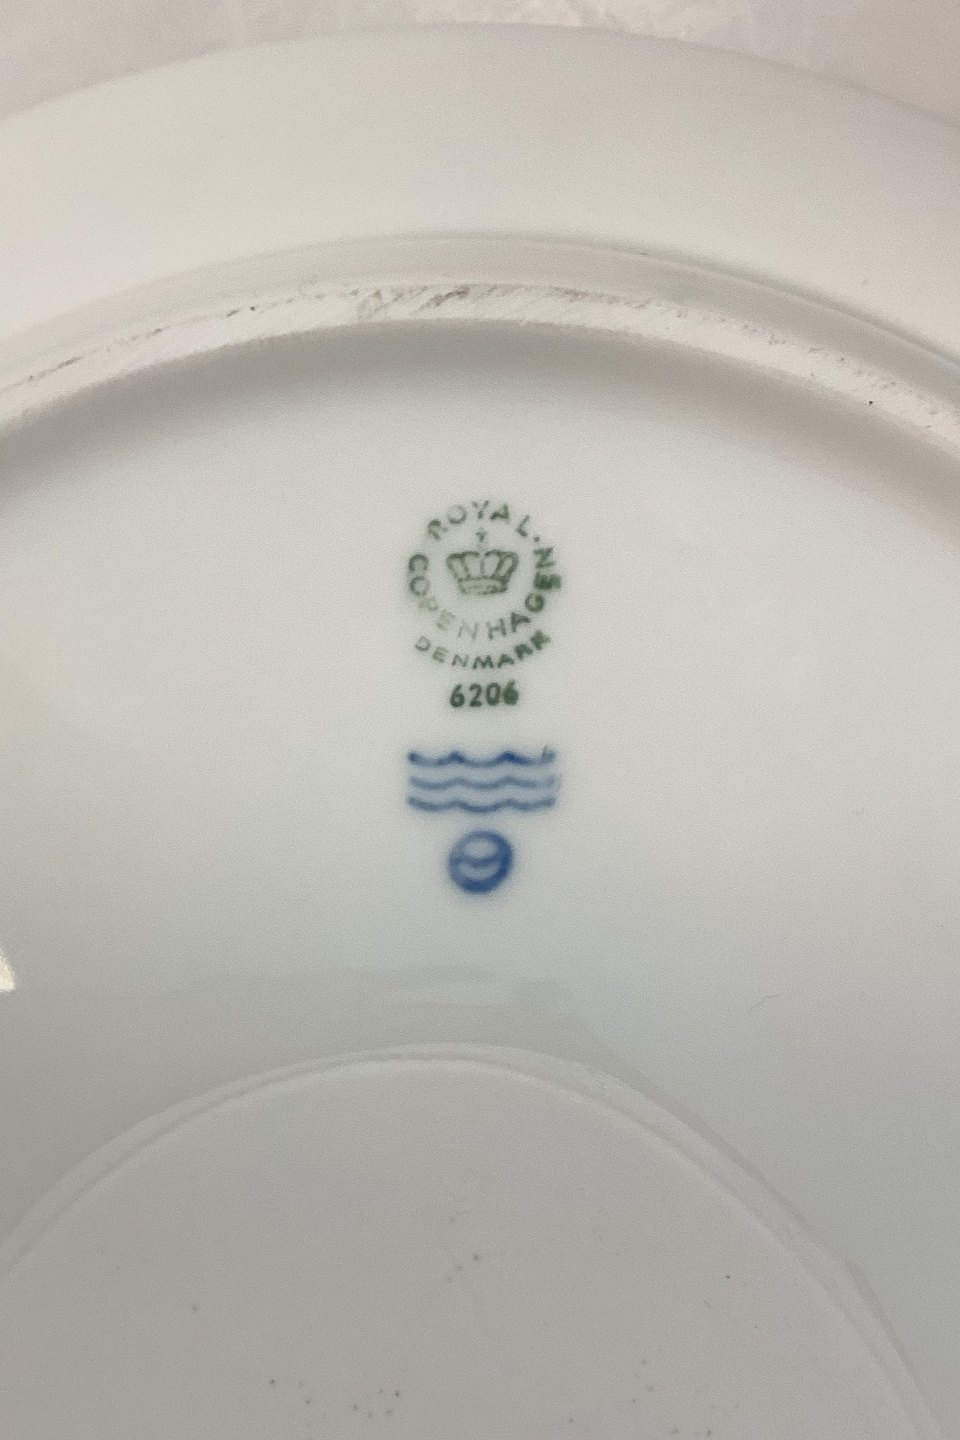 ROYAL. COPENHAGEN
DENMARK
6206